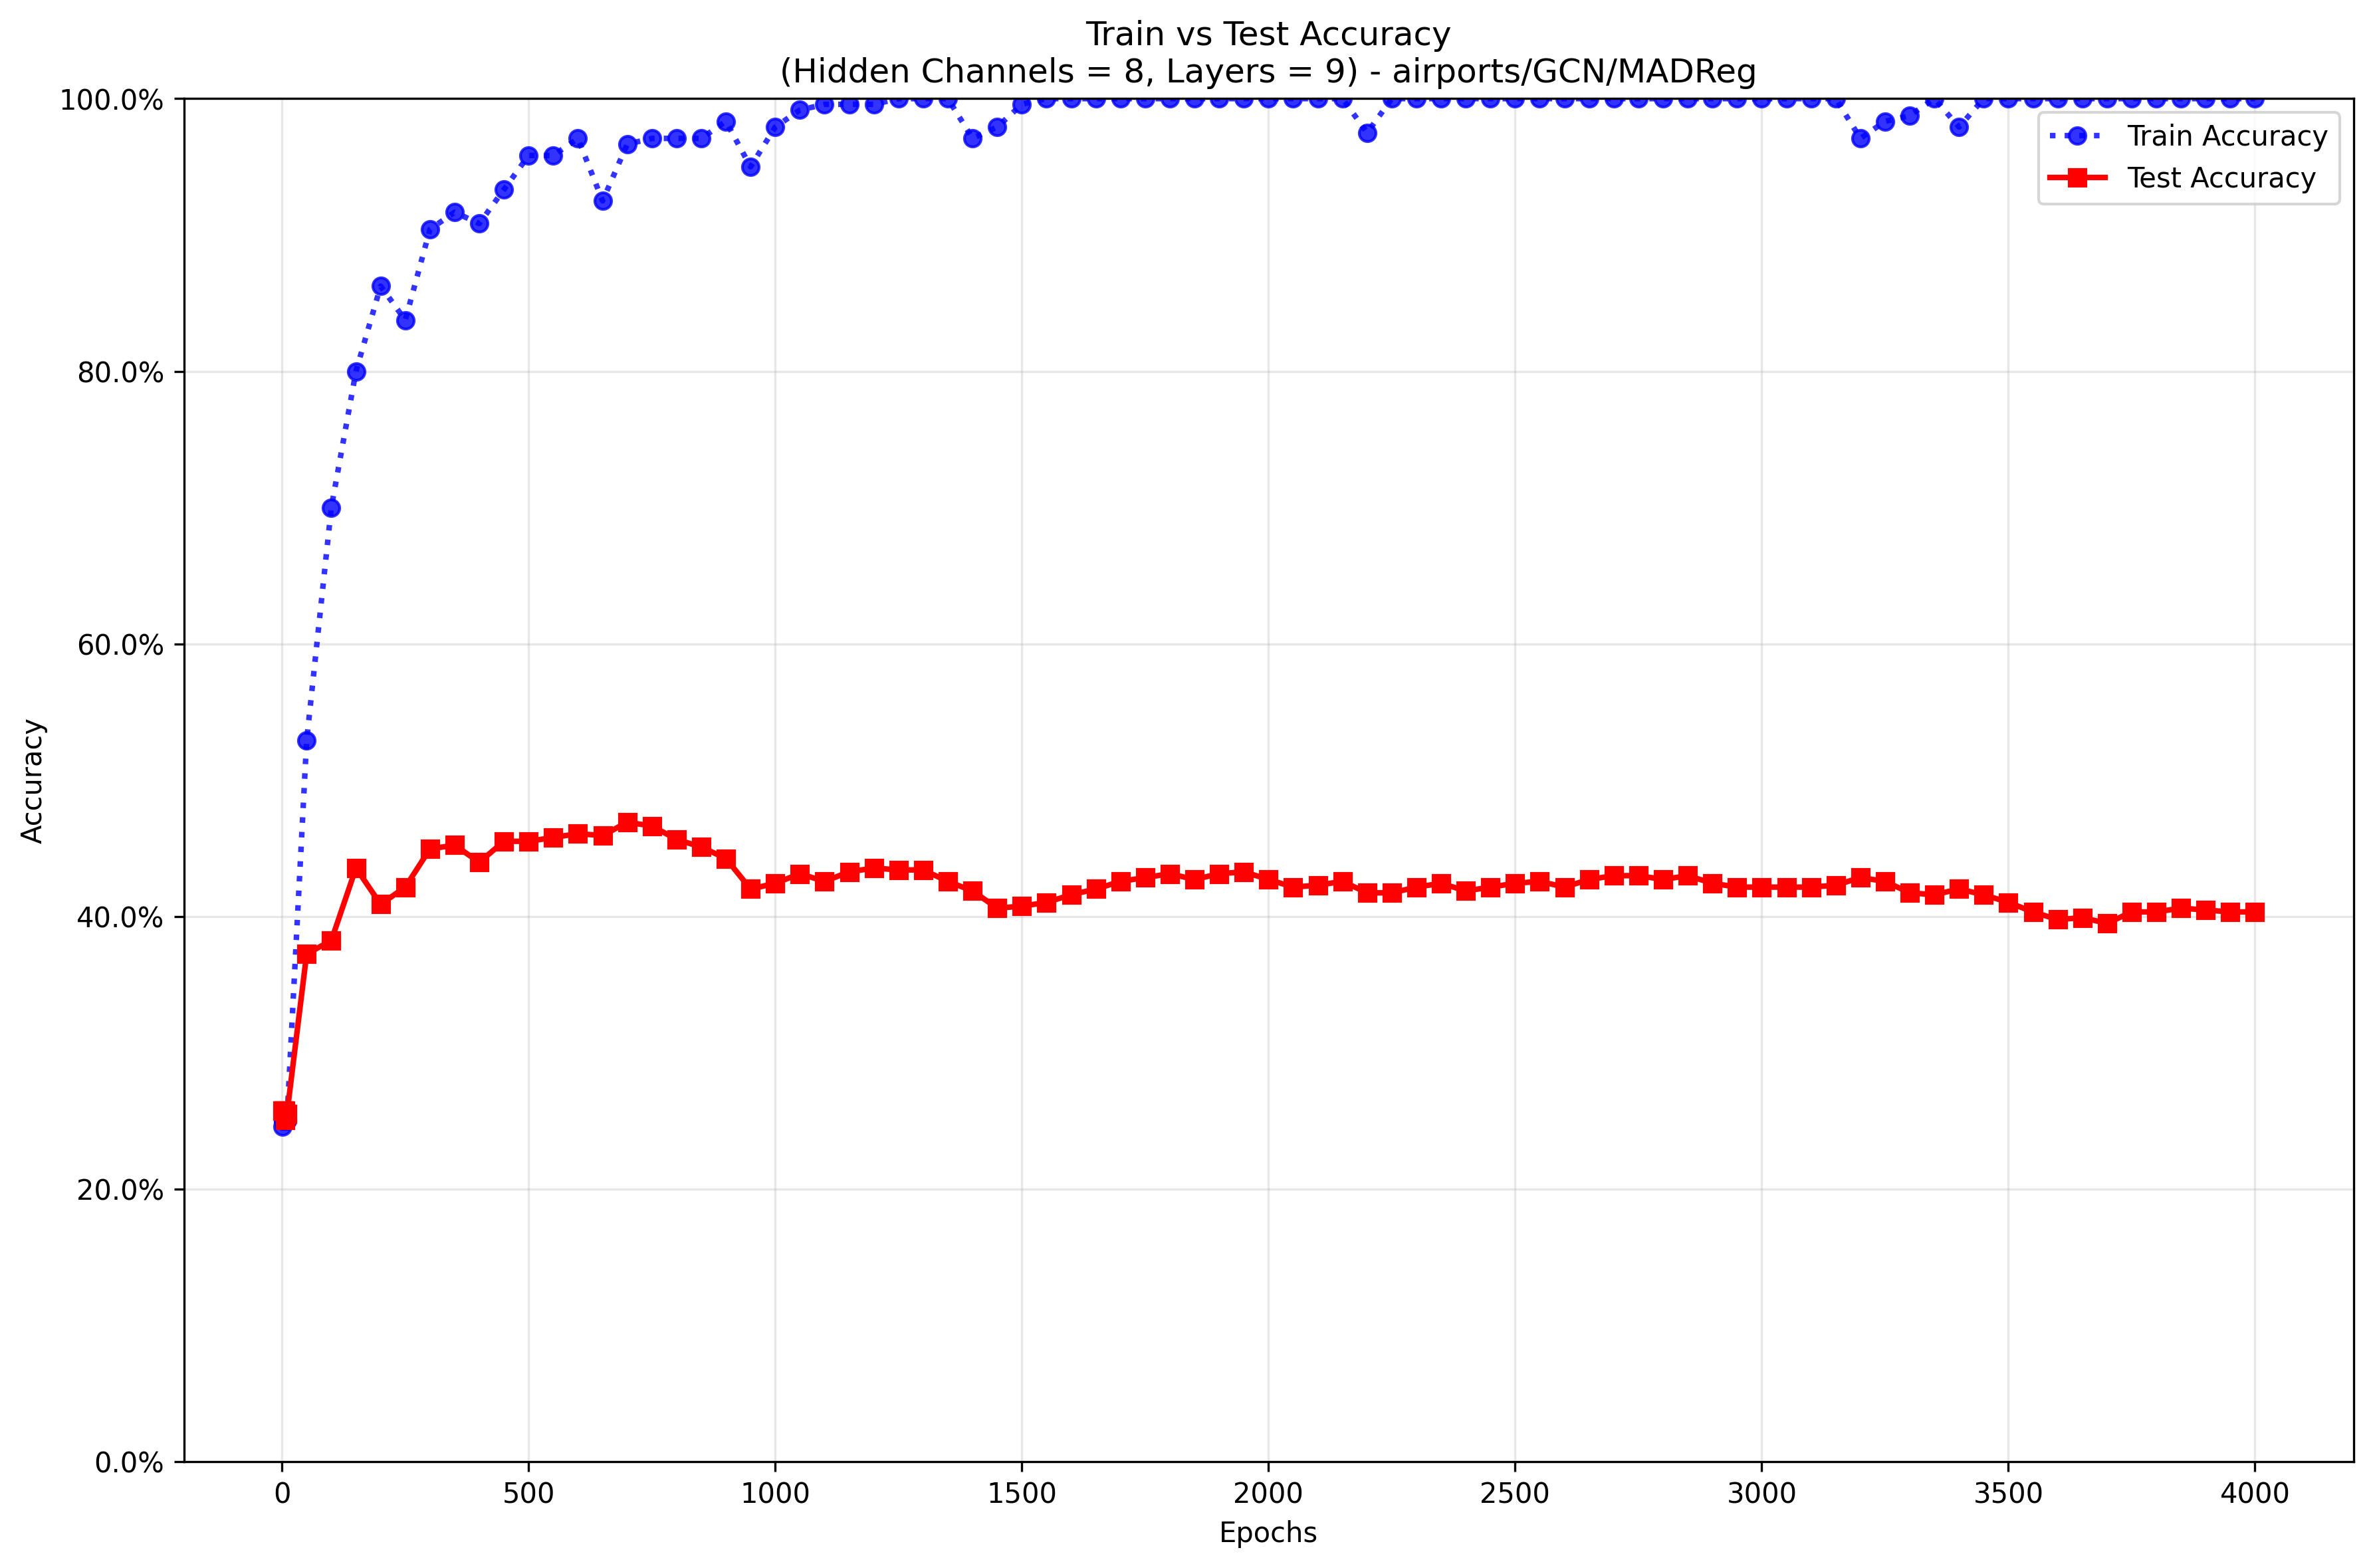 Train vs Test Accuracy
(Hidden Channels = 8, Layers = 9) - airports/GCN/MADReg
100.0%
80.0%
60.0%
40.0%
20.0%
0.0%
Accuracy
Train Accuracy
Test Accuracy
0 500 1000 1500 2000 2500 3000 3500 4000
Epochs